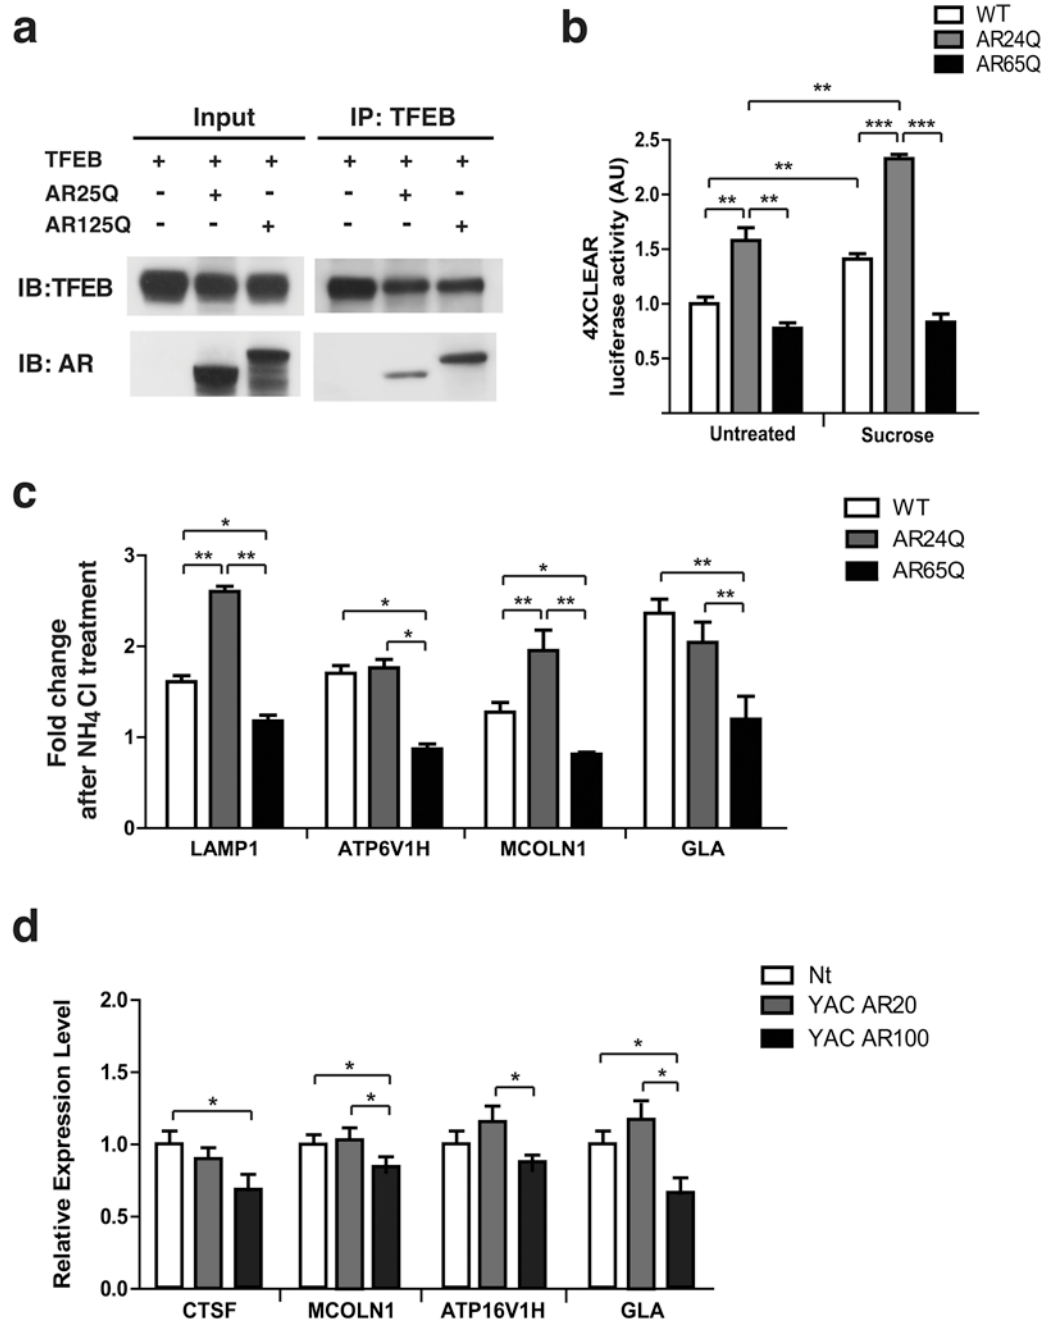 a
Input IP: TFEB
TFEB + + + + + +
AR25Q - + - - + -
AR125Q - - + - - +
IB:TFEB
IB: AR
b
WT
AR24Q
AR65Q
4XCLEAR
luciferase activity (AU)
2.5
2.0
1.5
1.0
0.5
**
**
** **
*** ***
Untreated Sucrose
c
WT
AR24Q
AR65Q
Fold change
after NH4Cl treatment
3
2
1
0
*
** **
*
*
*
** **
**
**
LAMP1 ATP6V1H MCOLN1 GLA
d
Nt
YAC AR20
YAC AR100
Relative Expression Level
2.0
1.5
1.0
0.5
0.0
*
*
*
*
*
*
CTSF MCOLN1 ATP16V1H GLA